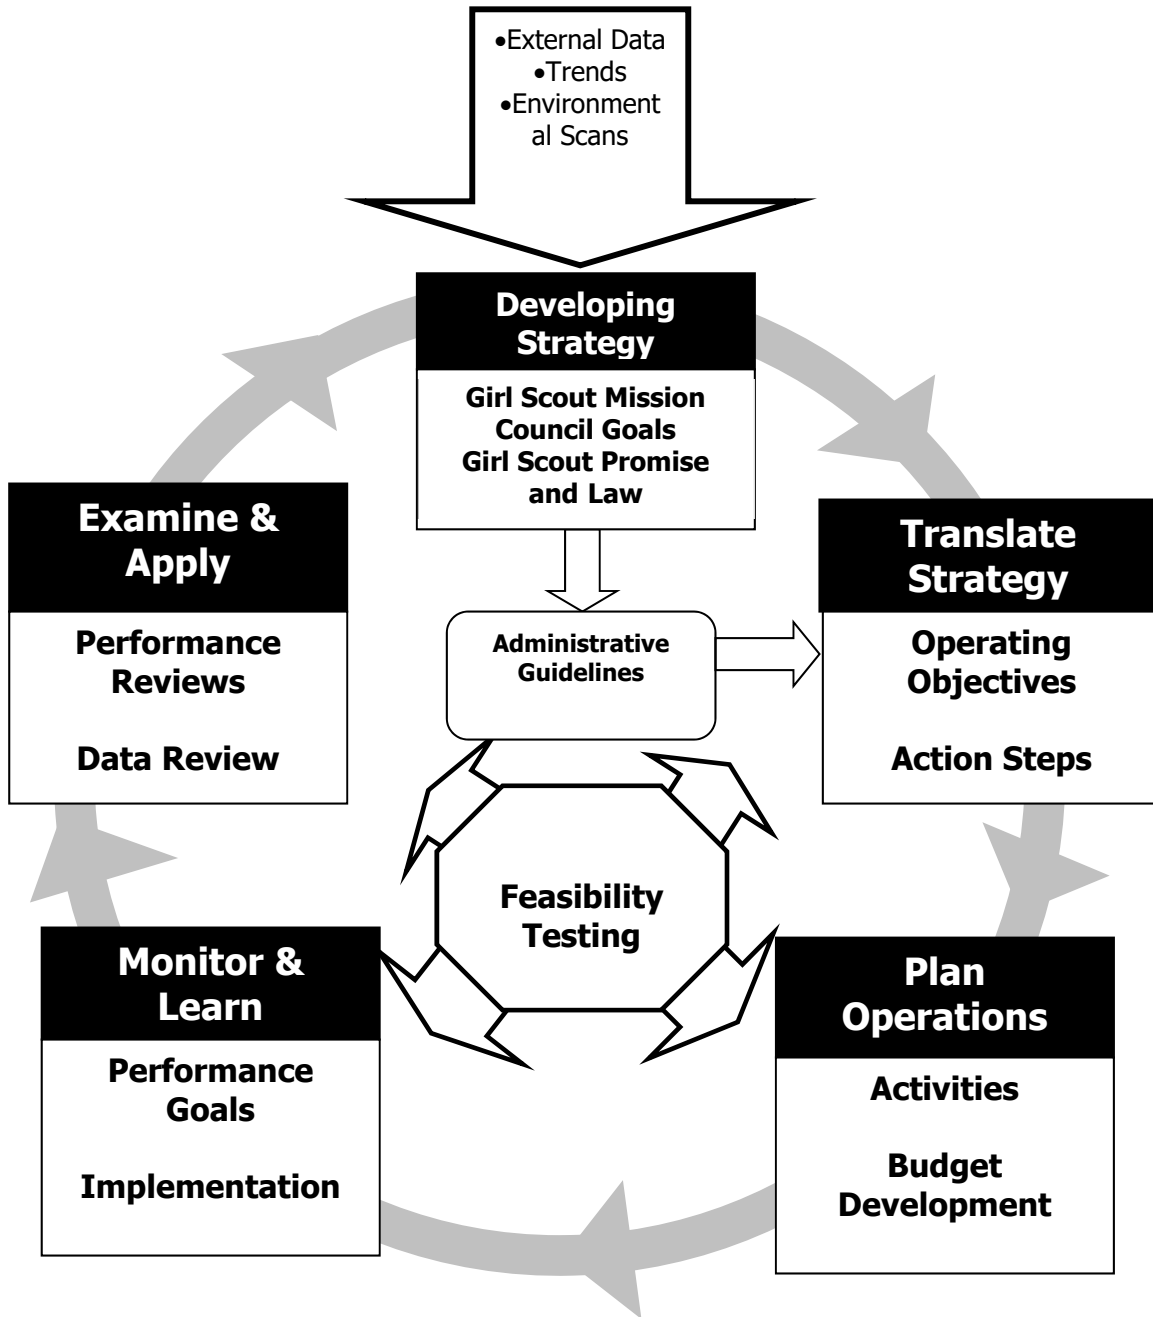 •External Data
•Trends
•Environment
al Scans
Developing
Strategy
Girl Scout Mission
Council Goals
Girl Scout Promise
and Law
Examine &
Apply
Performance
Reviews
Data Review
Translate
Strategy
Operating
Objectives
Action Steps
Administrative
Guidelines
Feasibility
Testing
Monitor &
Learn
Performance
Goals
Implementation
Plan
Operations
Activities
Budget
Development